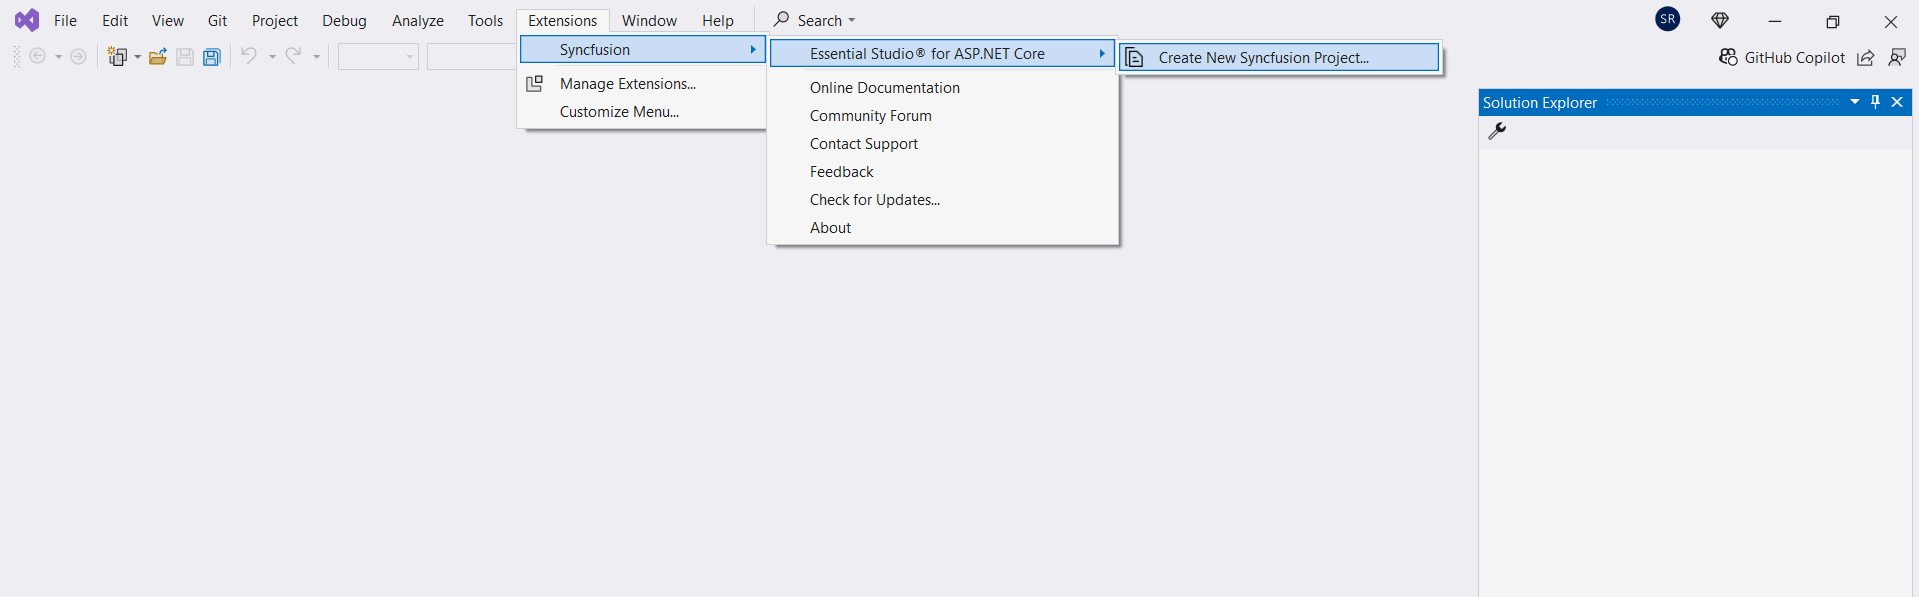 File Edit View Git Project Debug Analyze Tools Extensions Window Help Search SR
GitHub Copilot
Syncfusion
Manage Extensions...
Customize Menu...
Essential Studio® for ASP.NET Core
Online Documentation
Community Forum
Contact Support
Feedback
Check for Updates...
About
Create New Syncfusion Project...
Solution Explorer